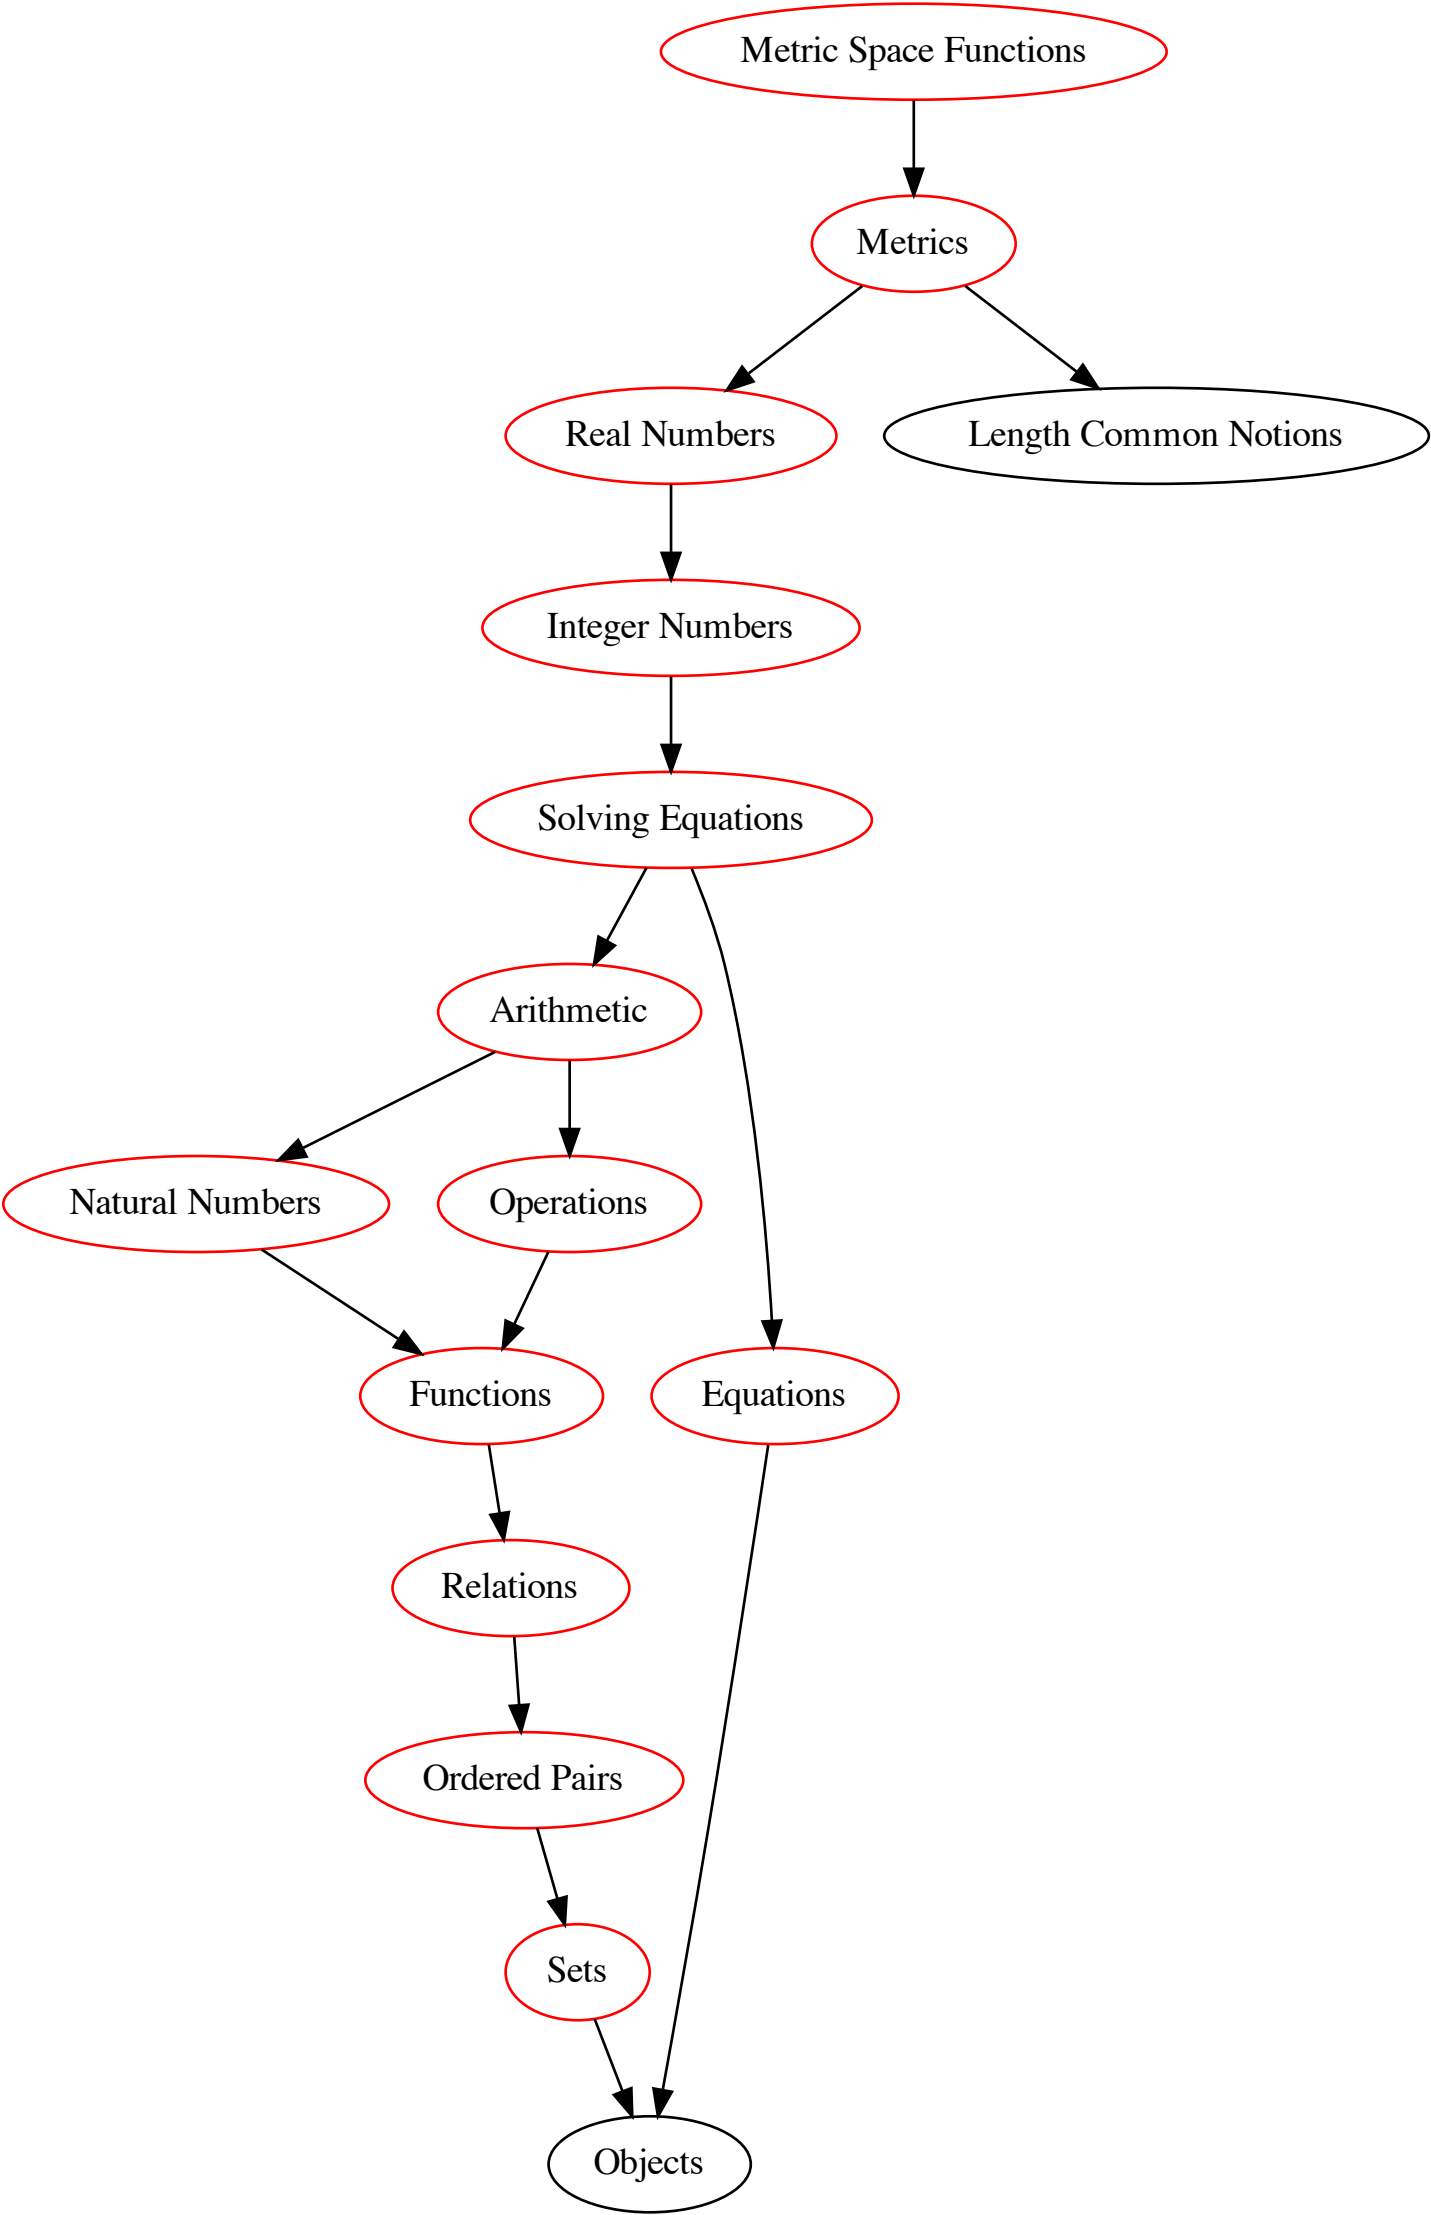 Metric Space Functions
Metrics
Real Numbers
Length Common Notions
Integer Numbers
Solving Equations
Arithmetic
Natural Numbers
Operations
Functions
Equations
Relations
Ordered Pairs
Sets
Objects